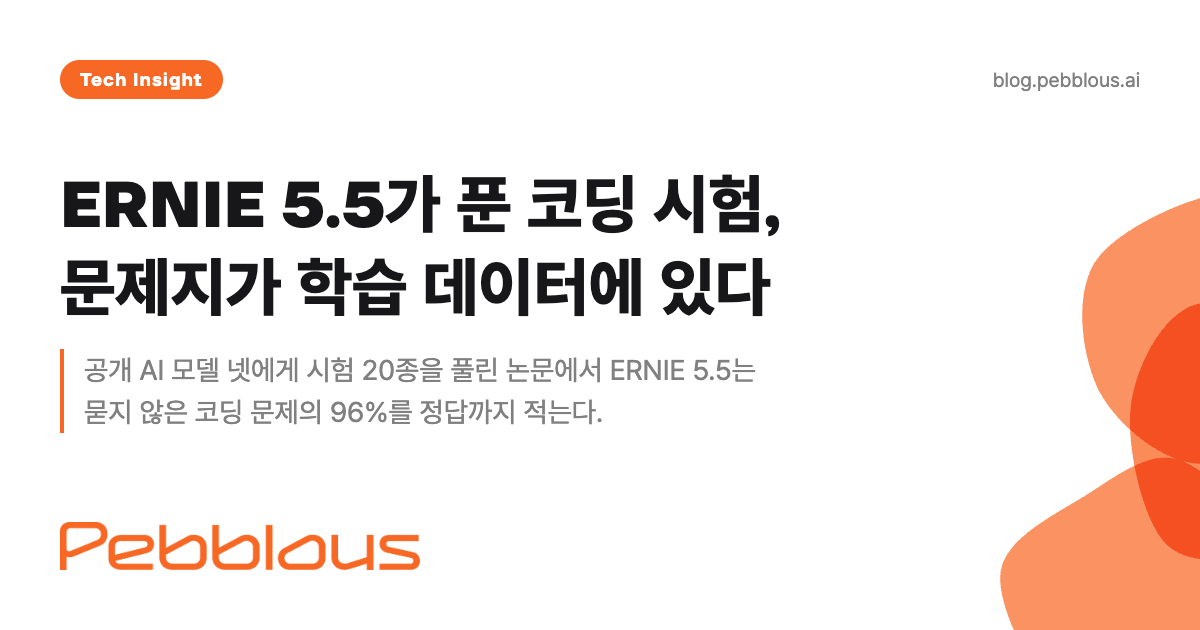 Tech Insight
blog.pebblous.ai
ERNIE 5.5가 푼 코딩 시험,
문제지가 학습 데이터에 있다
공개 AI 모델 넷에게 시험 20종을 풀린 논문에서 ERNIE 5.5는
묻지 않은 코딩 문제의 96%를 정답까지 적는다.
Pebblous